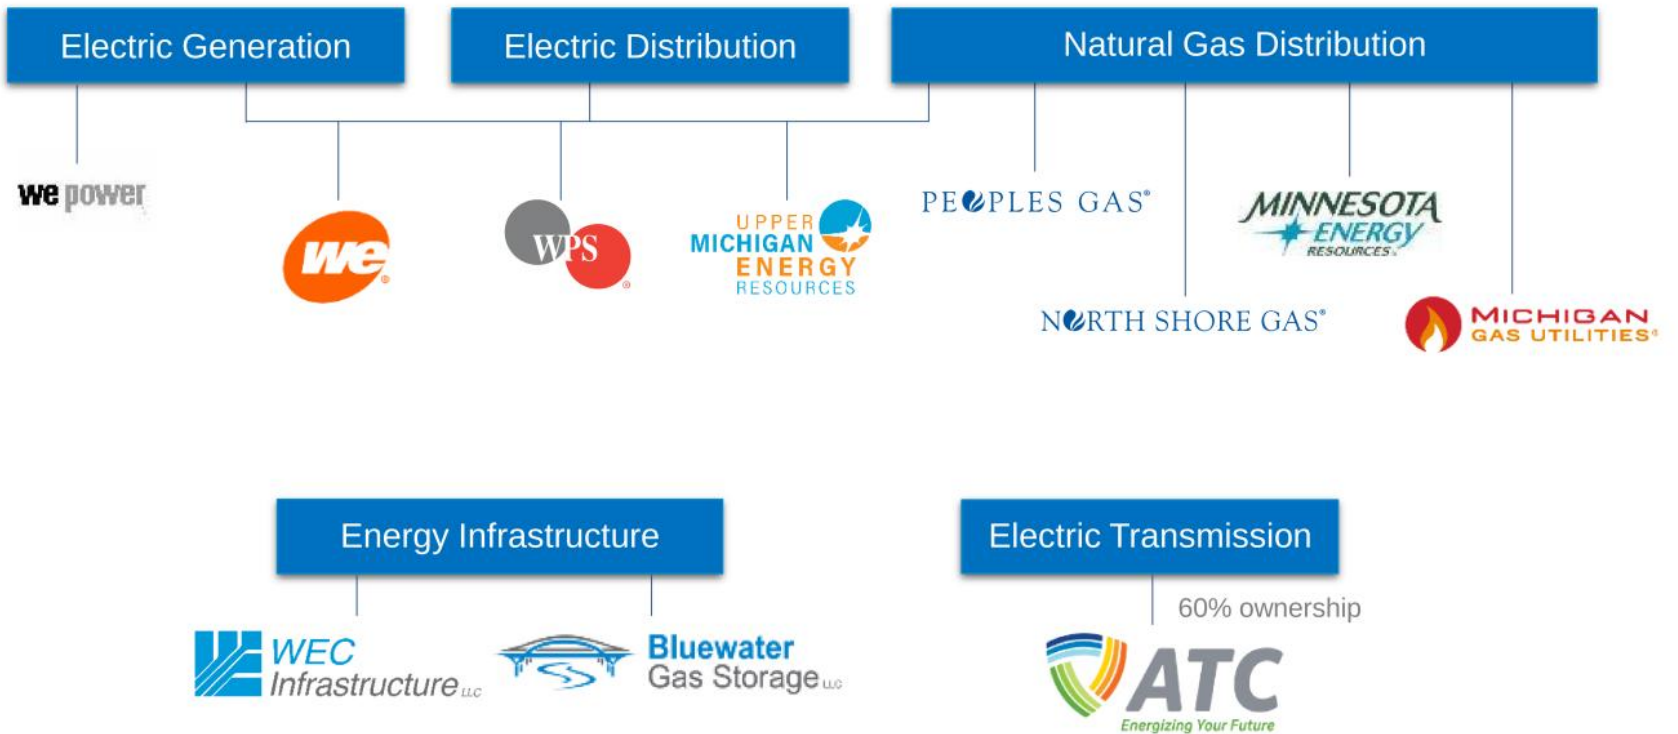 Electric Generation
Electric Distribution
Natural Gas Distribution
we power
we®
WPS®
UPPER
MICHIGAN
ENERGY
RESOURCES
PEOPLES GAS®
NORTH SHORE GAS®
MINNESOTA
ENERGY
RESOURCES
MICHIGAN
GAS UTILITIES®
Energy Infrastructure
Electric Transmission
WEC
Infrastructure LLC
Bluewater
Gas Storage LLC
60% ownership
ATC
Energizing Your Future